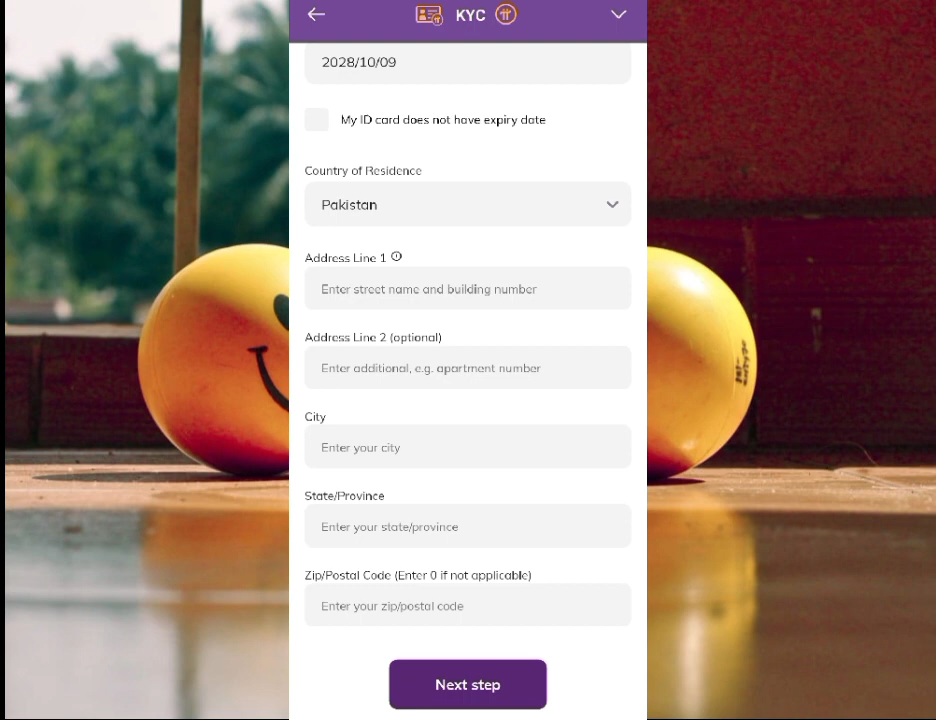 KYC
2028/10/09
My ID card does not have expiry date
Country of Residence
Pakistan
Address Line 1
Enter street name and building number
Address Line 2 (optional)
Enter additional, e.g. apartment number
City
Enter your city
State/Province
Enter your state/province
Zip/Postal Code (Enter 0 if not applicable)
Enter your zip/postal code
Next step